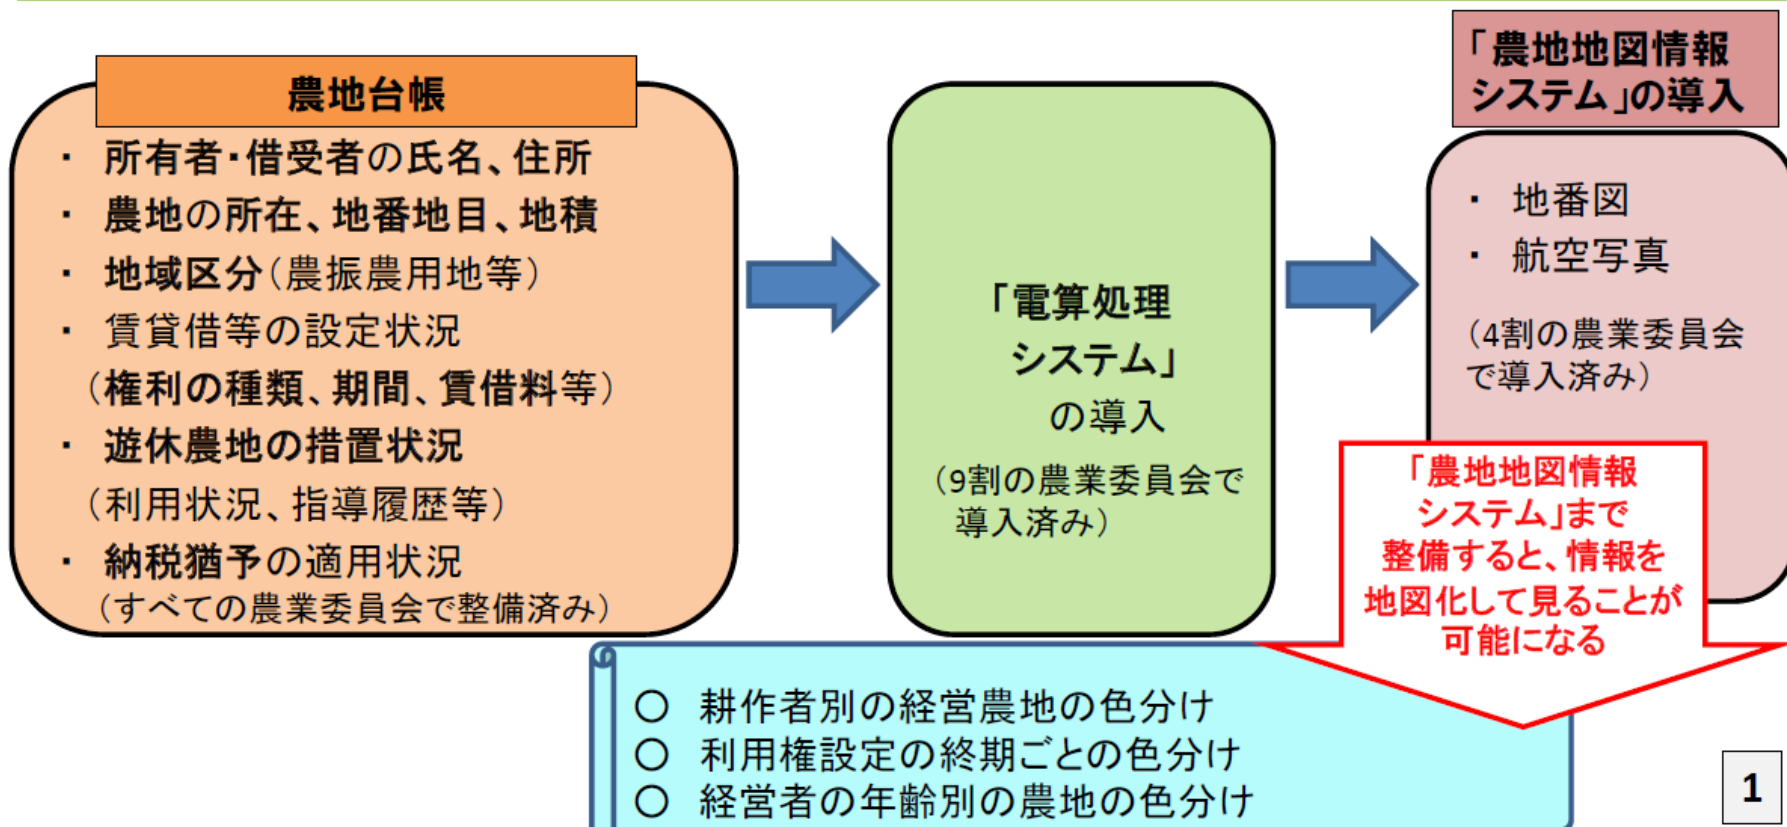 農地台帳
・ 所有者・借受者の氏名、住所
・ 農地の所在、地番地目、地積
・ 地域区分（農振農用地等）
・ 賃貸借等の設定状況
（権利の種類、期間、賃借料等）
・ 遊休農地の措置状況
（利用状況、指導履歴等）
・ 納税猶予の適用状況
（すべての農業委員会で整備済み）
「電算処理
システム」
の導入
（9割の農業委員会で
導入済み）
「農地地図情報
システム」の導入
・ 地番図
・ 航空写真
（4割の農業委員会
で導入済み）
「農地地図情報
システム」まで
整備すると、情報を
地図化して見ることが
可能になる
○ 耕作者別の経営農地の色分け
○ 利用権設定の終期ごとの色分け
○ 経営者の年齢別の農地の色分け
1